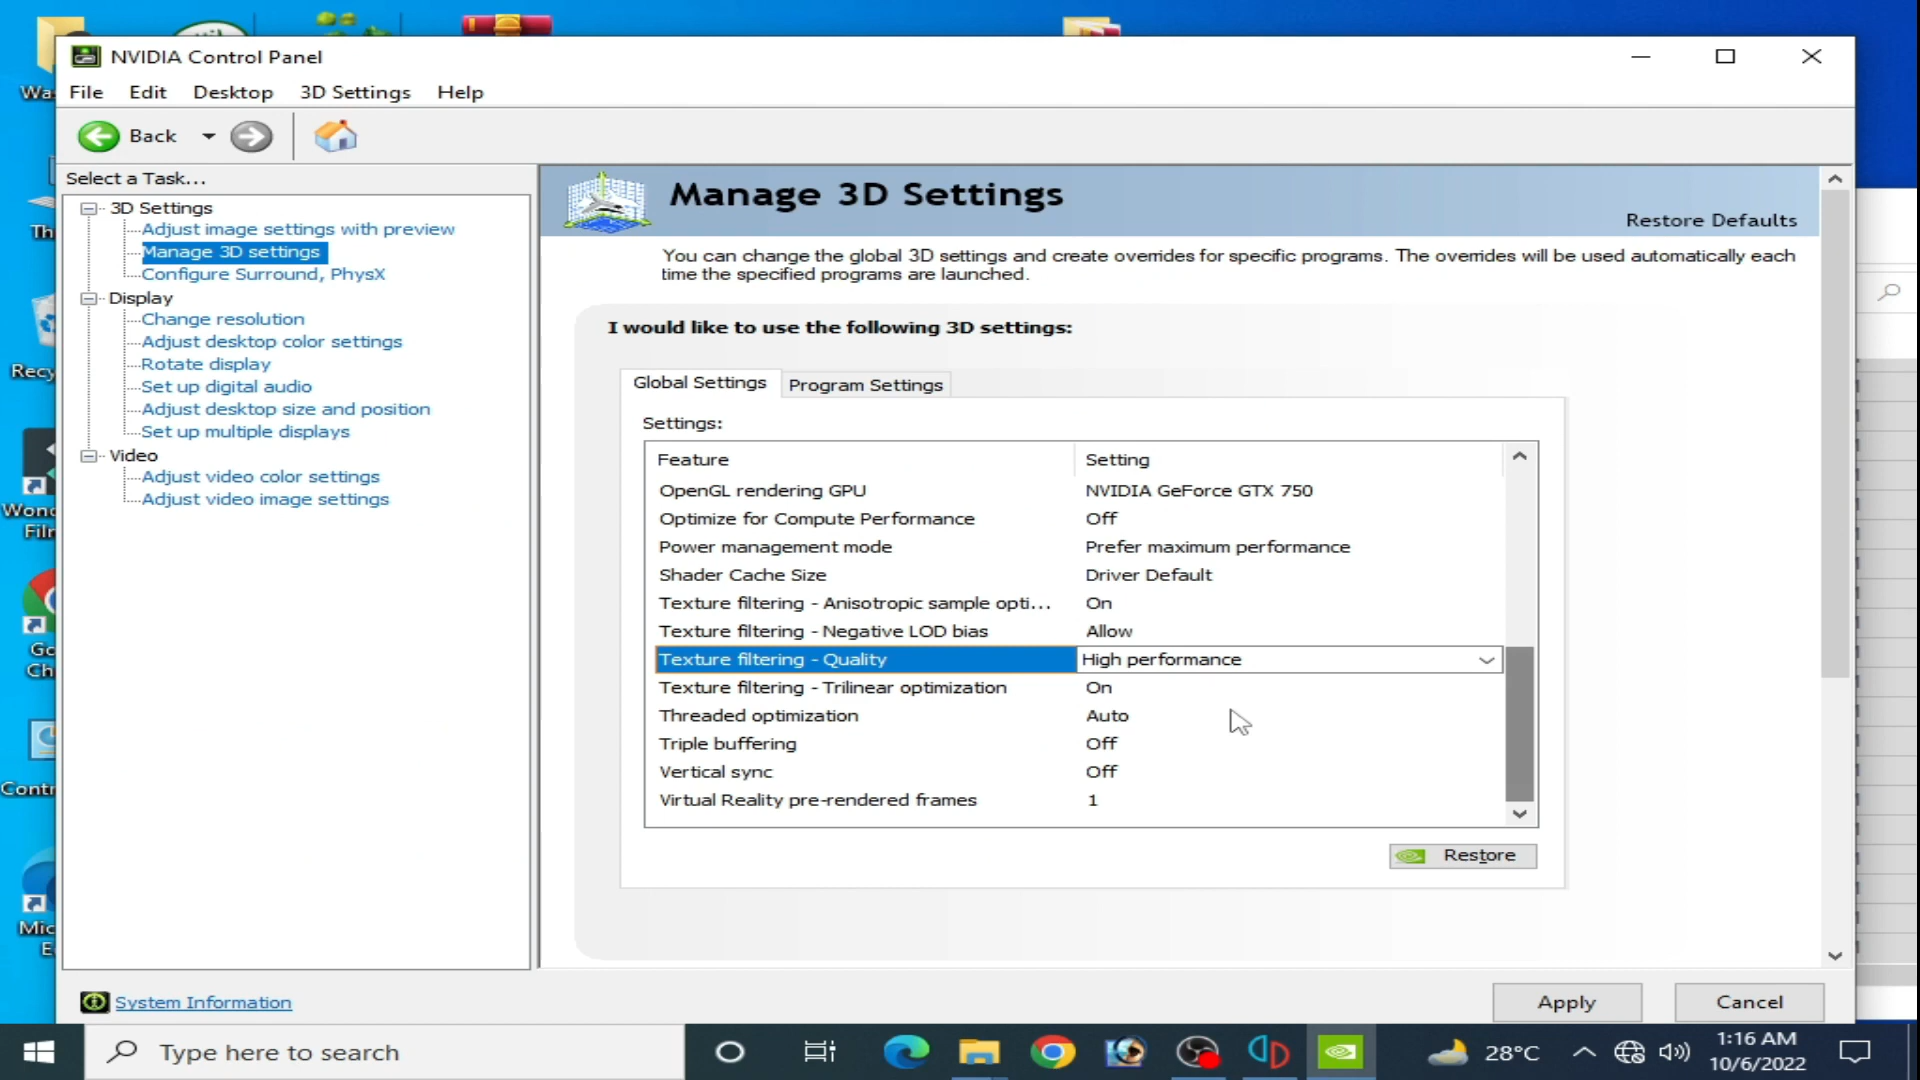 NVIDIA Control Panel
File Edit Desktop 3D Settings Help
Back
Select a Task...
3D Settings
Adjust image settings with preview
Manage 3D settings
Configure Surround, PhysX
Display
Change resolution
Adjust desktop color settings
Rotate display
Set up digital audio
Adjust desktop size and position
Set up multiple displays
Video
Adjust video color settings
Adjust video image settings
System Information
Manage 3D Settings
Restore Defaults
You can change the global 3D settings and create overrides for specific programs. The overrides will be used automatically each
time the specified programs are launched.
I would like to use the following 3D settings:
Global Settings Program Settings
Settings:
Feature Setting
OpenGL rendering GPU NVIDIA GeForce GTX 750
Optimize for Compute Performance Off
Power management mode Prefer maximum performance
Shader Cache Size Driver Default
Texture filtering - Anisotropic sample opti... On
Texture filtering - Negative LOD bias Allow
Texture filtering - Quality High performance
Texture filtering - Trilinear optimization On
Threaded optimization Auto
Triple buffering Off
Vertical sync Off
Virtual Reality pre-rendered frames 1
Restore
Apply Cancel
Type here to search
28°C
1:16 AM
10/6/2022